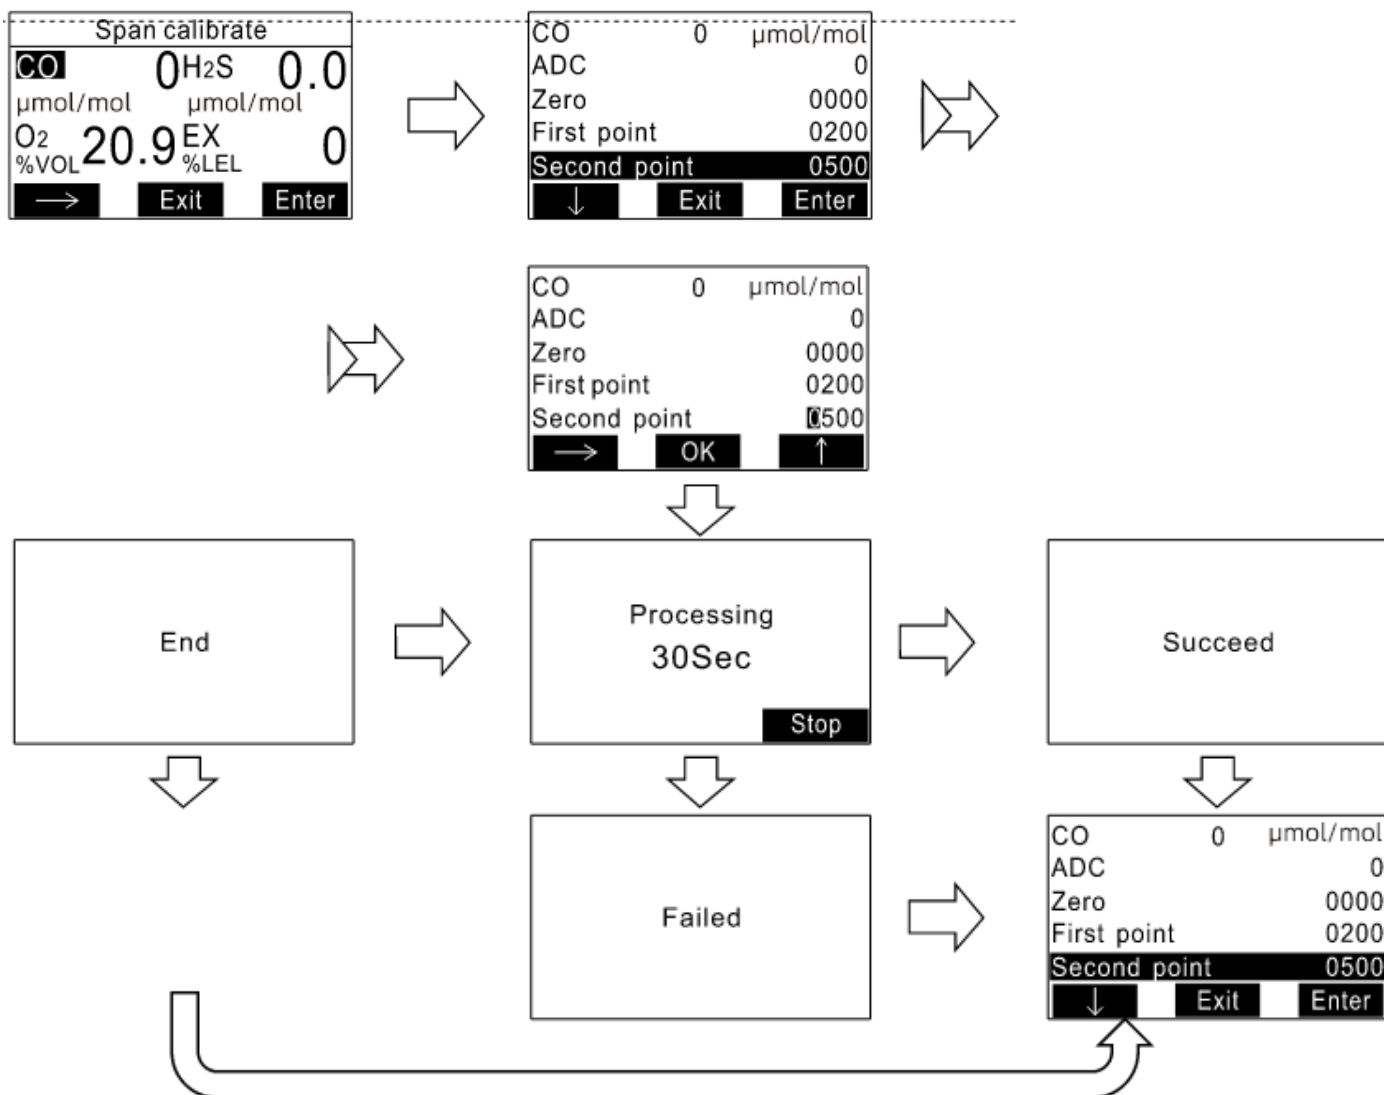 Span calibrate
CO 0 H2S 0.0
µmol/mol µmol/mol
O2 20.9 EX 0
%VOL %LEL
→ Exit Enter
CO 0 µmol/mol
ADC 0
Zero 0000
First point 0200
Second point 0500
↓ Exit Enter
CO 0 µmol/mol
ADC 0
Zero 0000
First point 0200
Second point 0500
→ OK ↑
End
Processing
30Sec
Stop
Succeed
Failed
CO 0 µmol/mol
ADC 0
Zero 0000
First point 0200
Second point 0500
↓ Exit Enter